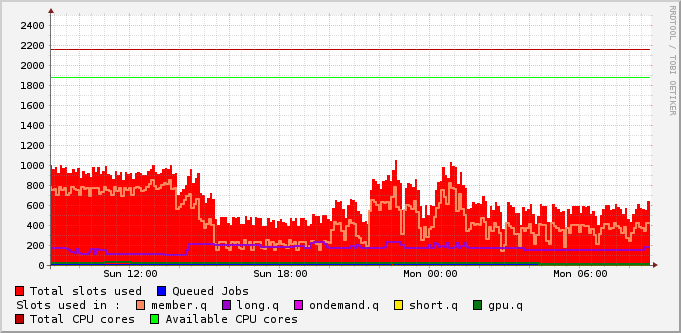 2400
2200
2000
1800
1600
1400
1200
1000
800
600
400
200
0
Sun 12:00 Sun 18:00 Mon 00:00 Mon 06:00
RRDTOOL / TOBI OETIKER
Total slots used Queued Jobs
Slots used in : member.q long.q ondemand.q short.q gpu.q
Total CPU cores Available CPU cores